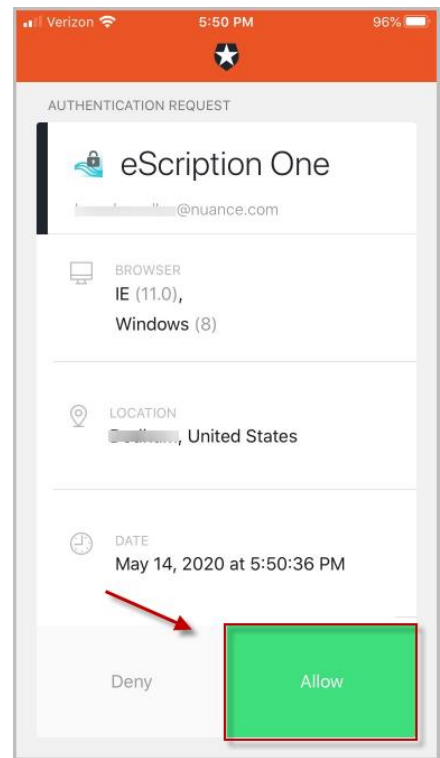 Verizon 5:50 PM 96%
AUTHENTICATION REQUEST
eScription One
@nuance.com
BROWSER
IE (11.0),
Windows (8)
LOCATION
, United States
DATE
May 14, 2020 at 5:50:36 PM
Deny Allow